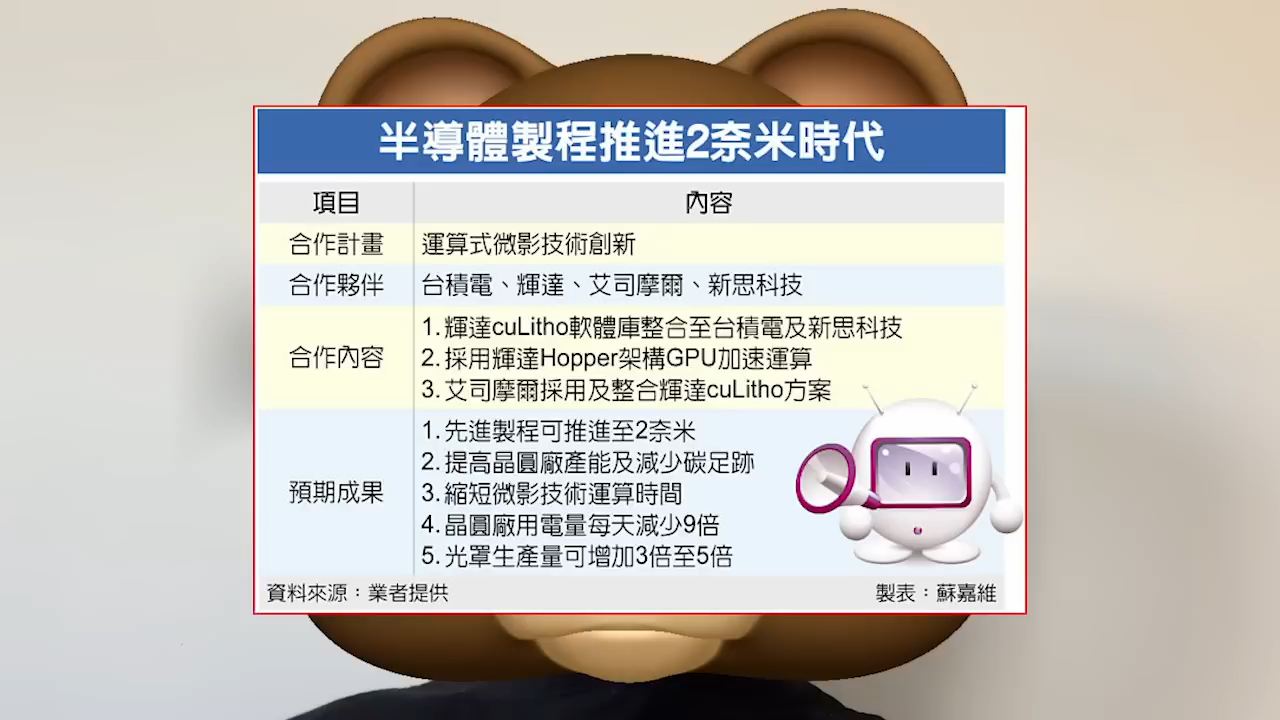 半導體製程推進2奈米時代
項目 內容
合作計畫 運算式微影技術創新
合作夥伴 台積電、輝達、艾司摩爾、新思科技
合作內容
1. 輝達cuLitho軟體庫整合至台積電及新思科技
2. 採用輝達Hopper架構GPU加速運算
3. 艾司摩爾採用及整合輝達cuLitho方案
預期成果
1. 先進製程可推進至2奈米
2. 提高晶圓廠產能及減少碳足跡
3. 縮短微影技術運算時間
4. 晶圓廠用電量每天減少9倍
5. 光罩生產量可增加3倍至5倍
資料來源：業者提供 製表：蘇嘉維